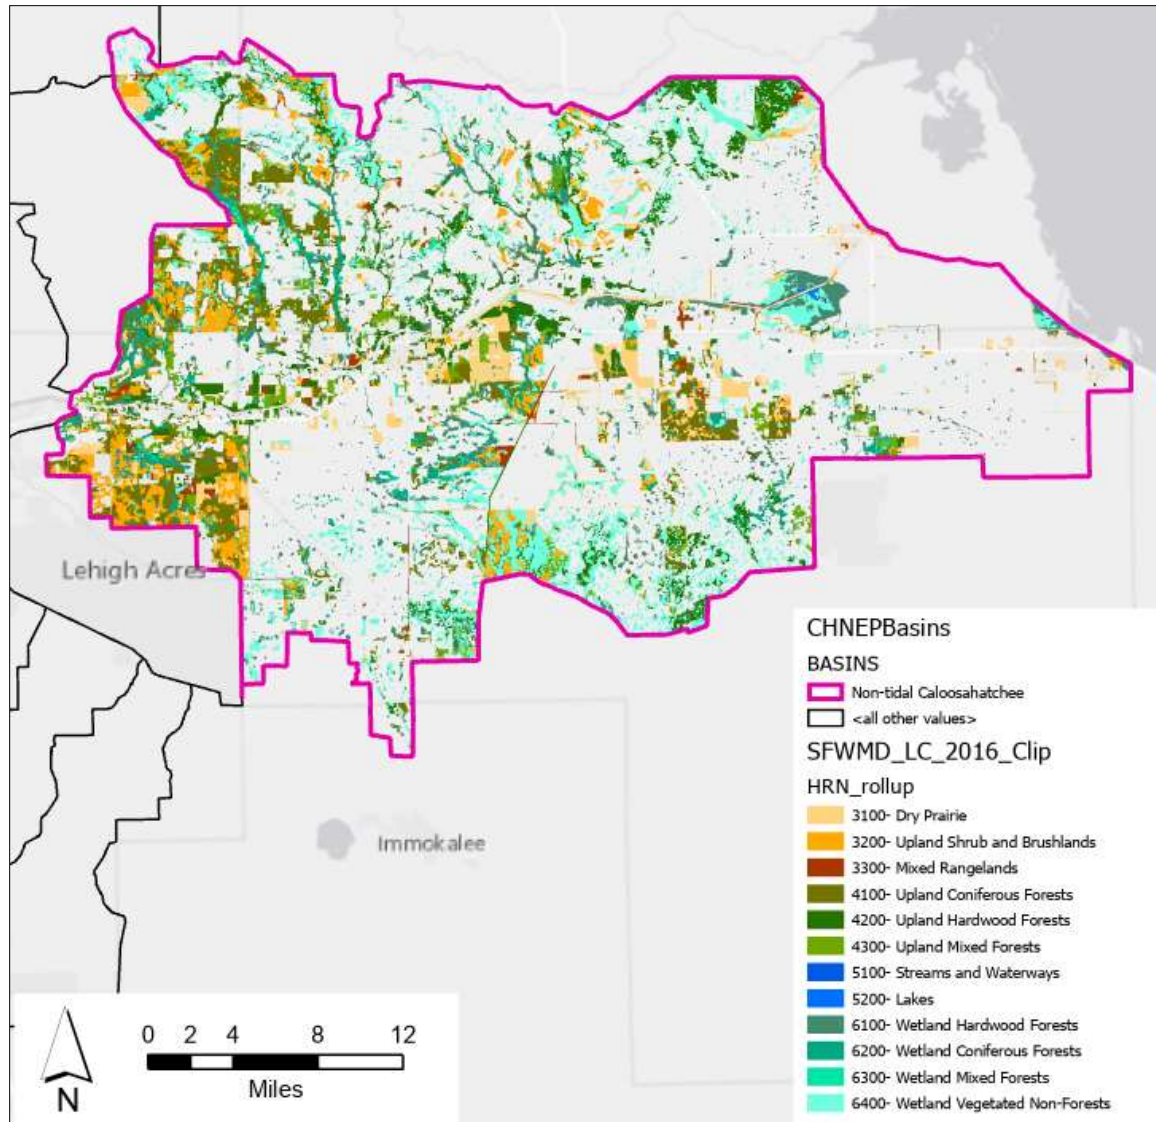 Lehigh Acres
Immokalee
CHNEPBasins
BASINS
Non-tidal Caloosahatchee
<all other values>
SFWMD_LC_2016_Clip
HRN_rollup
3100- Dry Prairie
3200- Upland Shrub and Brushlands
3300- Mixed Rangelands
4100- Upland Coniferous Forests
4200- Upland Hardwood Forests
4300- Upland Mixed Forests
5100- Streams and Waterways
5200- Lakes
6100- Wetland Hardwood Forests
6200- Wetland Coniferous Forests
6300- Wetland Mixed Forests
6400- Wetland Vegetated Non-Forests
0 2 4 8 12
Miles
N